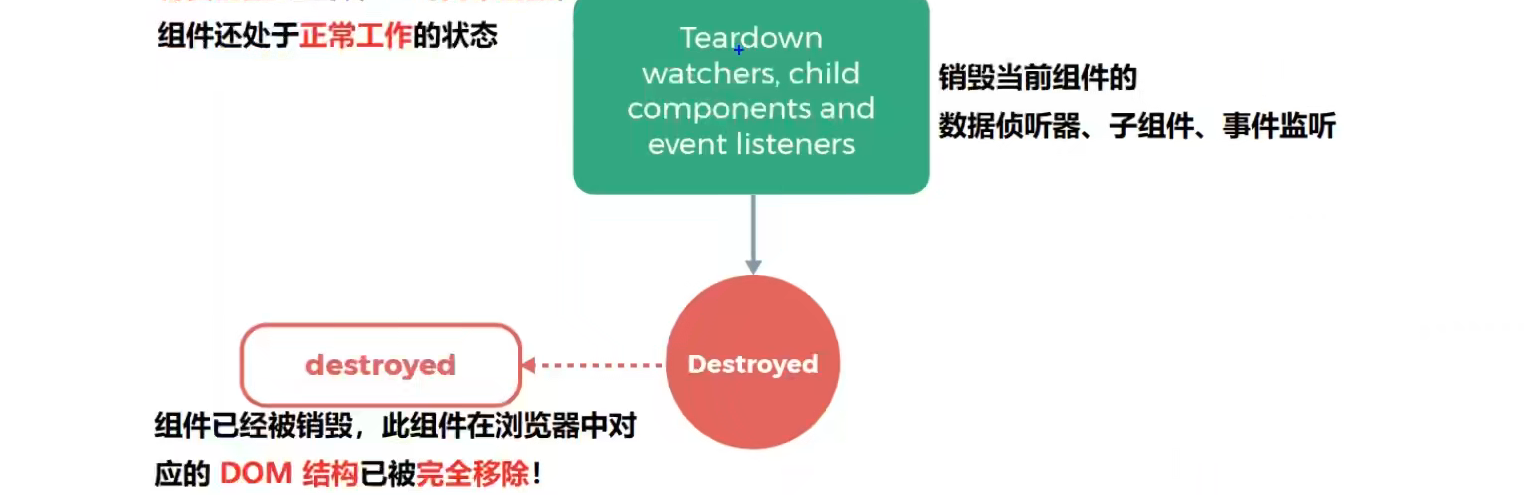 组件还处于正常工作的状态
Teardown
watchers, child
components and
event listeners
销毁当前组件的
数据侦听器、子组件、事件监听
Destroyed
destroyed
组件已经被销毁，此组件在浏览器中对
应的 DOM 结构已被完全移除！